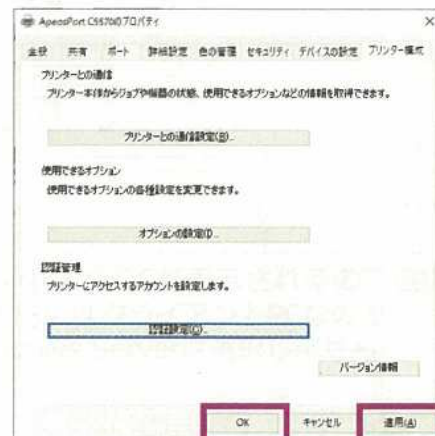 ApeosPort C5570のプロパティ
全般 共有 ポート 詳細設定 色の管理 セキュリティ デバイスの設定 プリンター構成
プリンターとの通信
プリンター本体からジョブや機器の状態、使用できるオプションなどの情報を取得できます。
プリンターとの通信設定(R)...
使用できるオプション
使用できるオプションの各種設定を変更できます。
オプションの設定(I)...
認証管理
プリンターにアクセスするアカウントを設定します。
認証設定(C)...
バージョン情報
OK キャンセル 適用(A)